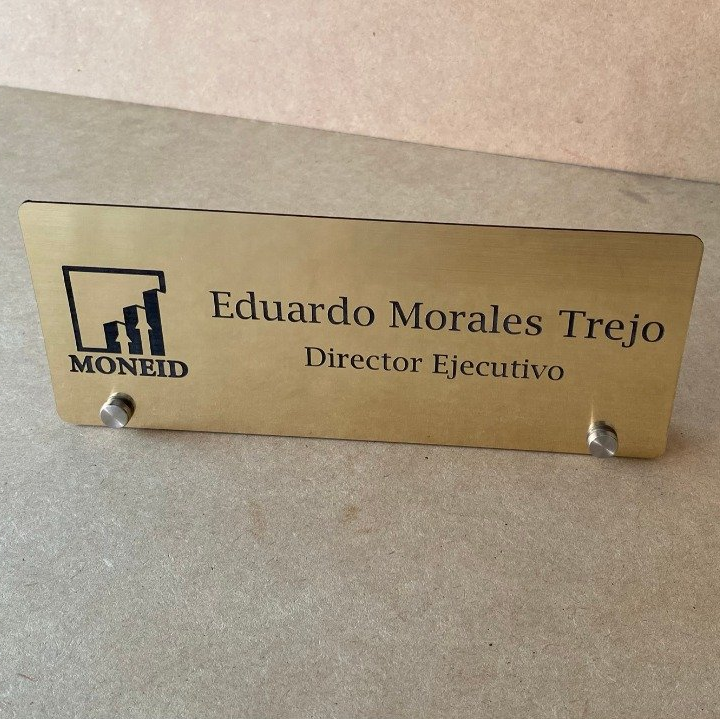 Eduardo Morales Trejo
Director Ejecutivo
MONEID